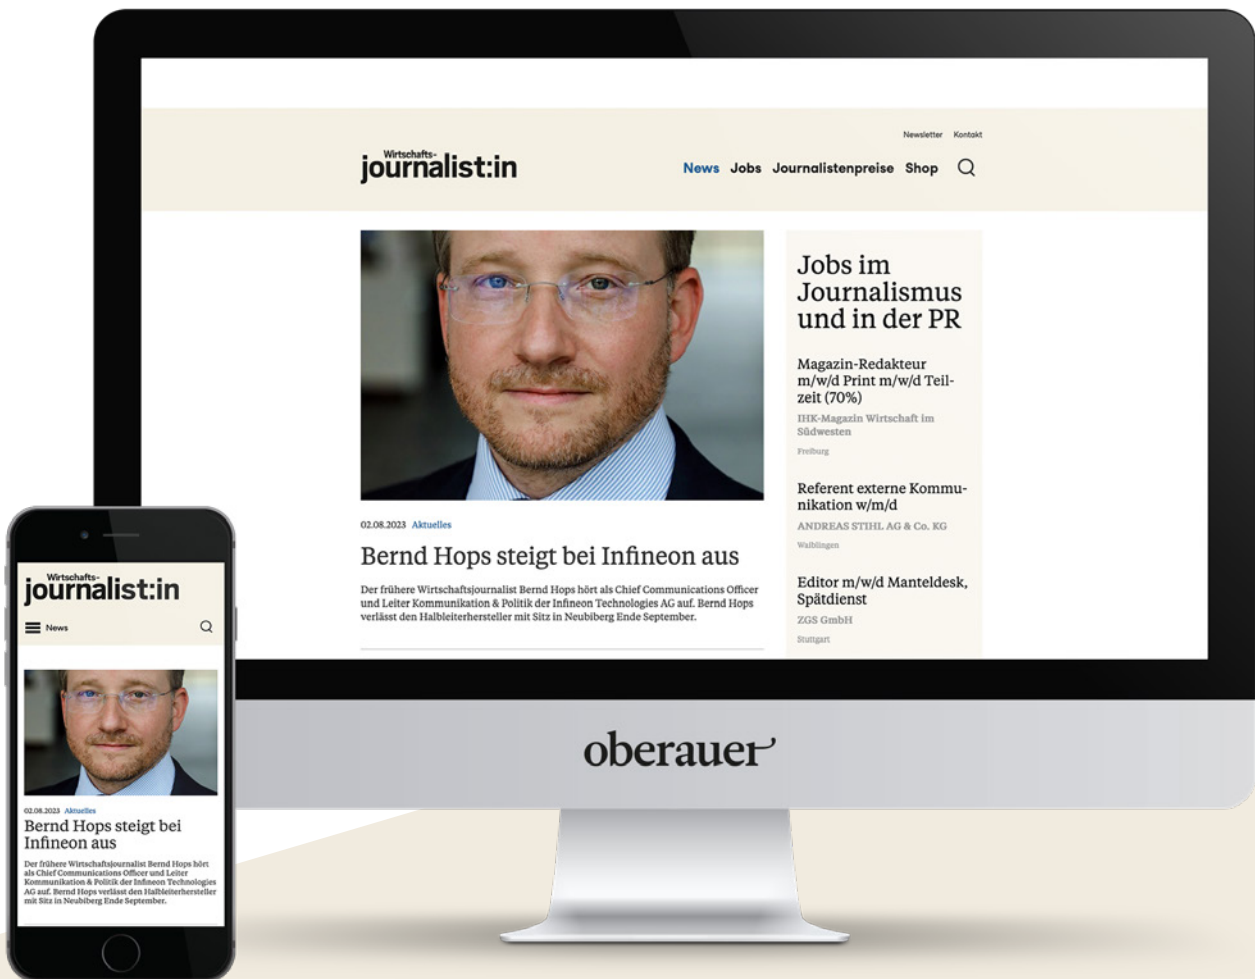 Newsletter Kontakt
Wirtschafts-
journalist:in
News Jobs Journalistenpreise Shop
02.08.2023 Aktuelles
Bernd Hops steigt bei Infineon aus
Der frühere Wirtschaftsjournalist Bernd Hops hört als Chief Communications Officer
und Leiter Kommunikation & Politik der Infineon Technologies AG auf. Bernd Hops
verlässt den Halbleiterhersteller mit Sitz in Neubiberg Ende September.
Jobs im
Journalismus
und in der PR
Magazin-Redakteur
m/w/d Print m/w/d Teil-
zeit (70%)
IHK-Magazin Wirtschaft im
Südwesten
Freiburg
Referent externe Kommu-
nikation w/m/d
ANDREAS STIHL AG & Co. KG
Waiblingen
Editor m/w/d Manteldesk,
Spätdienst
ZGS GmbH
Stuttgart
oberauer
Wirtschafts-
journalist:in
News
02.08.2023 Aktuelles
Bernd Hops steigt bei
Infineon aus
Der frühere Wirtschaftsjournalist Bernd Hops hört
als Chief Communications Officer und Leiter
Kommunikation & Politik der Infineon Technologies
AG auf. Bernd Hops verlässt den Halbleiterhersteller
mit Sitz in Neubiberg Ende September.